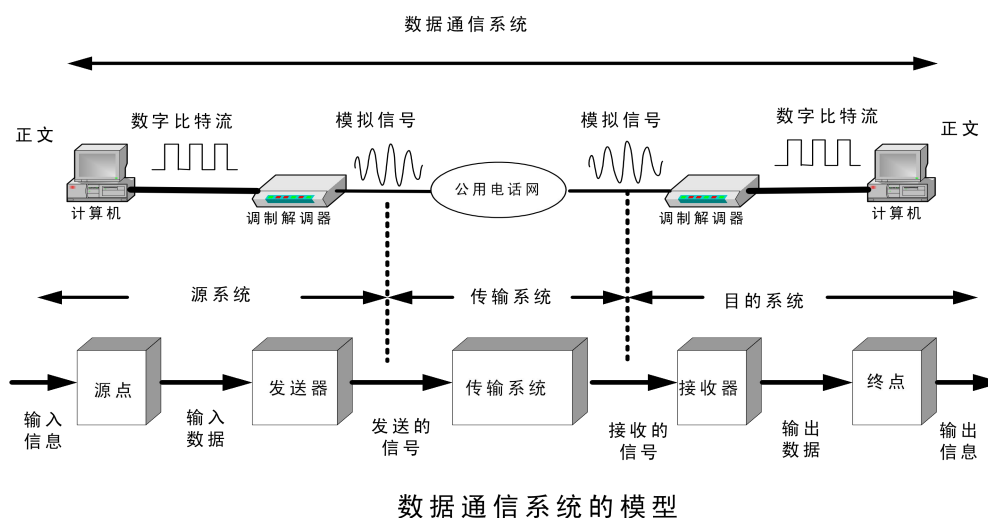 数据通信系统
正文
数字比特流
模拟信号
模拟信号
数字比特流
正文
公用电话网
计算机
调制解调器
调制解调器
计算机
源系统
传输系统
目的系统
源点
发送器
传输系统
接收器
终点
输入
信息
输入
数据
发送的
信号
接收的
信号
输出
数据
输出
信息
数据通信系统的模型